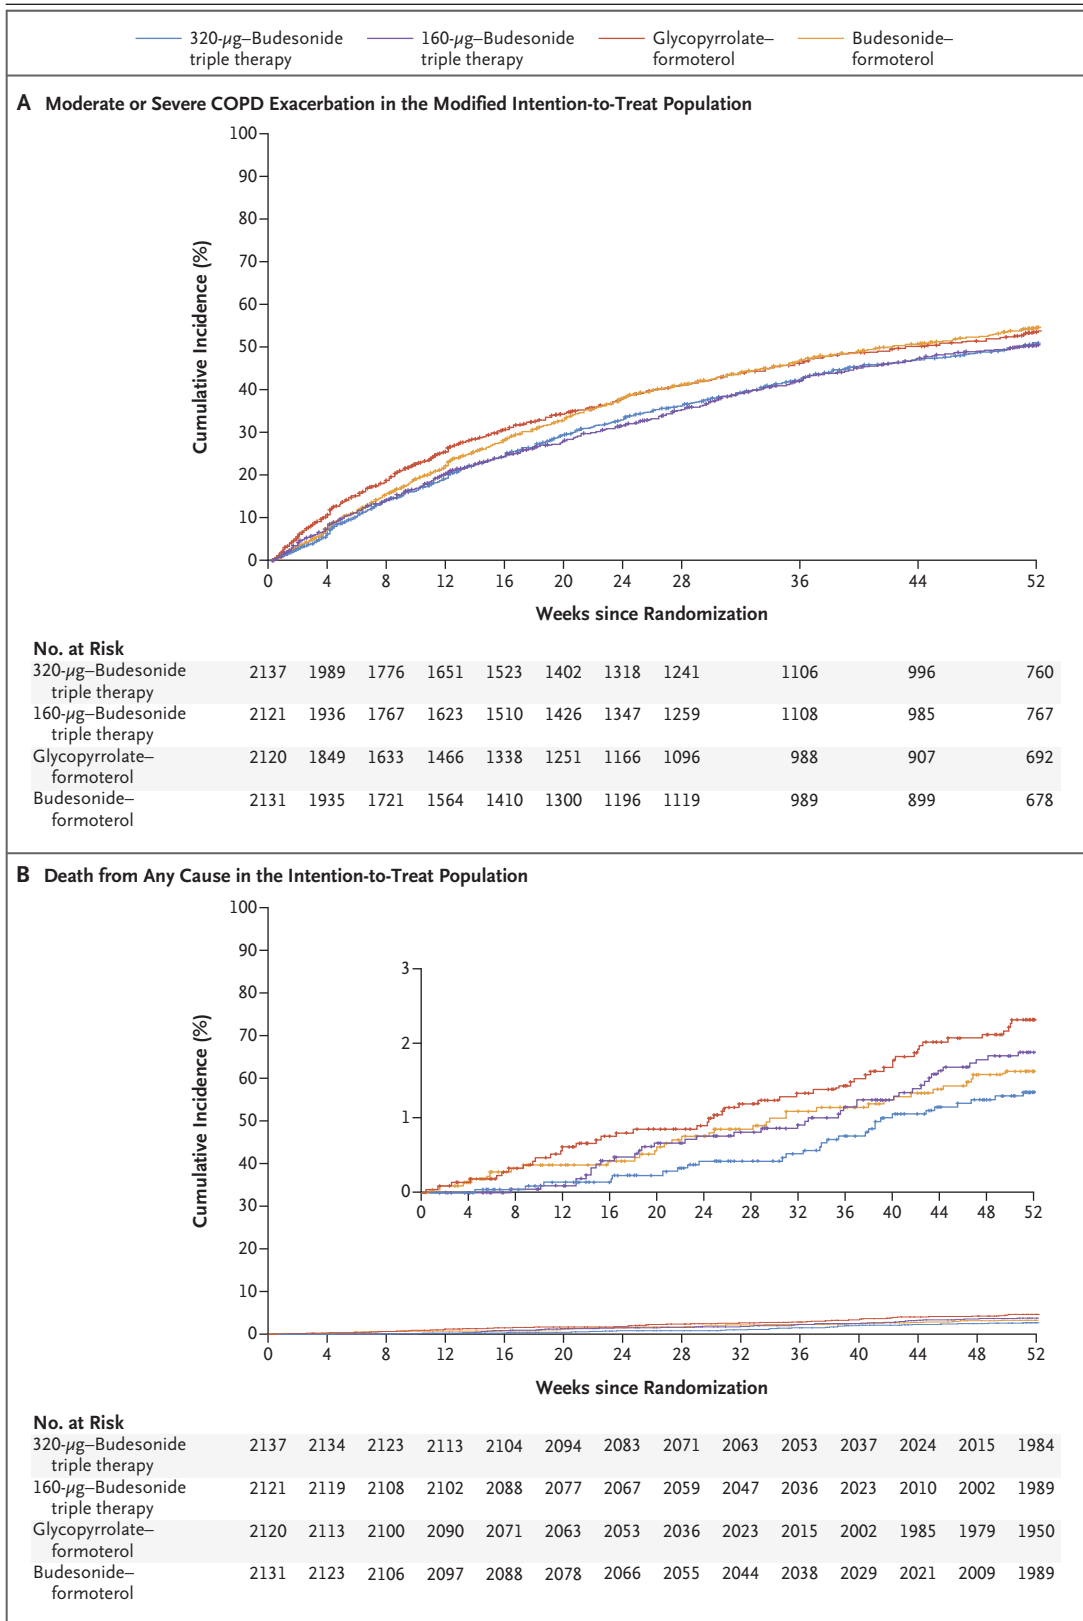 320-µg–Budesonide triple therapy
160-µg–Budesonide triple therapy
Glycopyrrolate–formoterol
Budesonide–formoterol
A Moderate or Severe COPD Exacerbation in the Modified Intention-to-Treat Population
100
90
80
70
60
50
40
30
20
10
0
Cumulative Incidence (%)
0 4 8 12 16 20 24 28 36 44 52
Weeks since Randomization
No. at Risk
320-µg–Budesonide 2137 1989 1776 1651 1523 1402 1318 1241 1106 996 760
triple therapy
160-µg–Budesonide 2121 1936 1767 1623 1510 1426 1347 1259 1108 985 767
triple therapy
Glycopyrrolate– 2120 1849 1633 1466 1338 1251 1166 1096 988 907 692
formoterol
Budesonide– 2131 1935 1721 1564 1410 1300 1196 1119 989 899 678
formoterol
B Death from Any Cause in the Intention-to-Treat Population
100
90
80
70
60
50
40
30
20
10
0
Cumulative Incidence (%)
3
2
1
0
0 4 8 12 16 20 24 28 32 36 40 44 48 52
0 4 8 12 16 20 24 28 32 36 40 44 48 52
Weeks since Randomization
No. at Risk
320-µg–Budesonide 2137 2134 2123 2113 2104 2094 2083 2071 2063 2053 2037 2024 2015 1984
triple therapy
160-µg–Budesonide 2121 2119 2108 2102 2088 2077 2067 2059 2047 2036 2023 2010 2002 1989
triple therapy
Glycopyrrolate– 2120 2113 2100 2090 2071 2063 2053 2036 2023 2015 2002 1985 1979 1950
formoterol
Budesonide– 2131 2123 2106 2097 2088 2078 2066 2055 2044 2038 2029 2021 2009 1989
formoterol